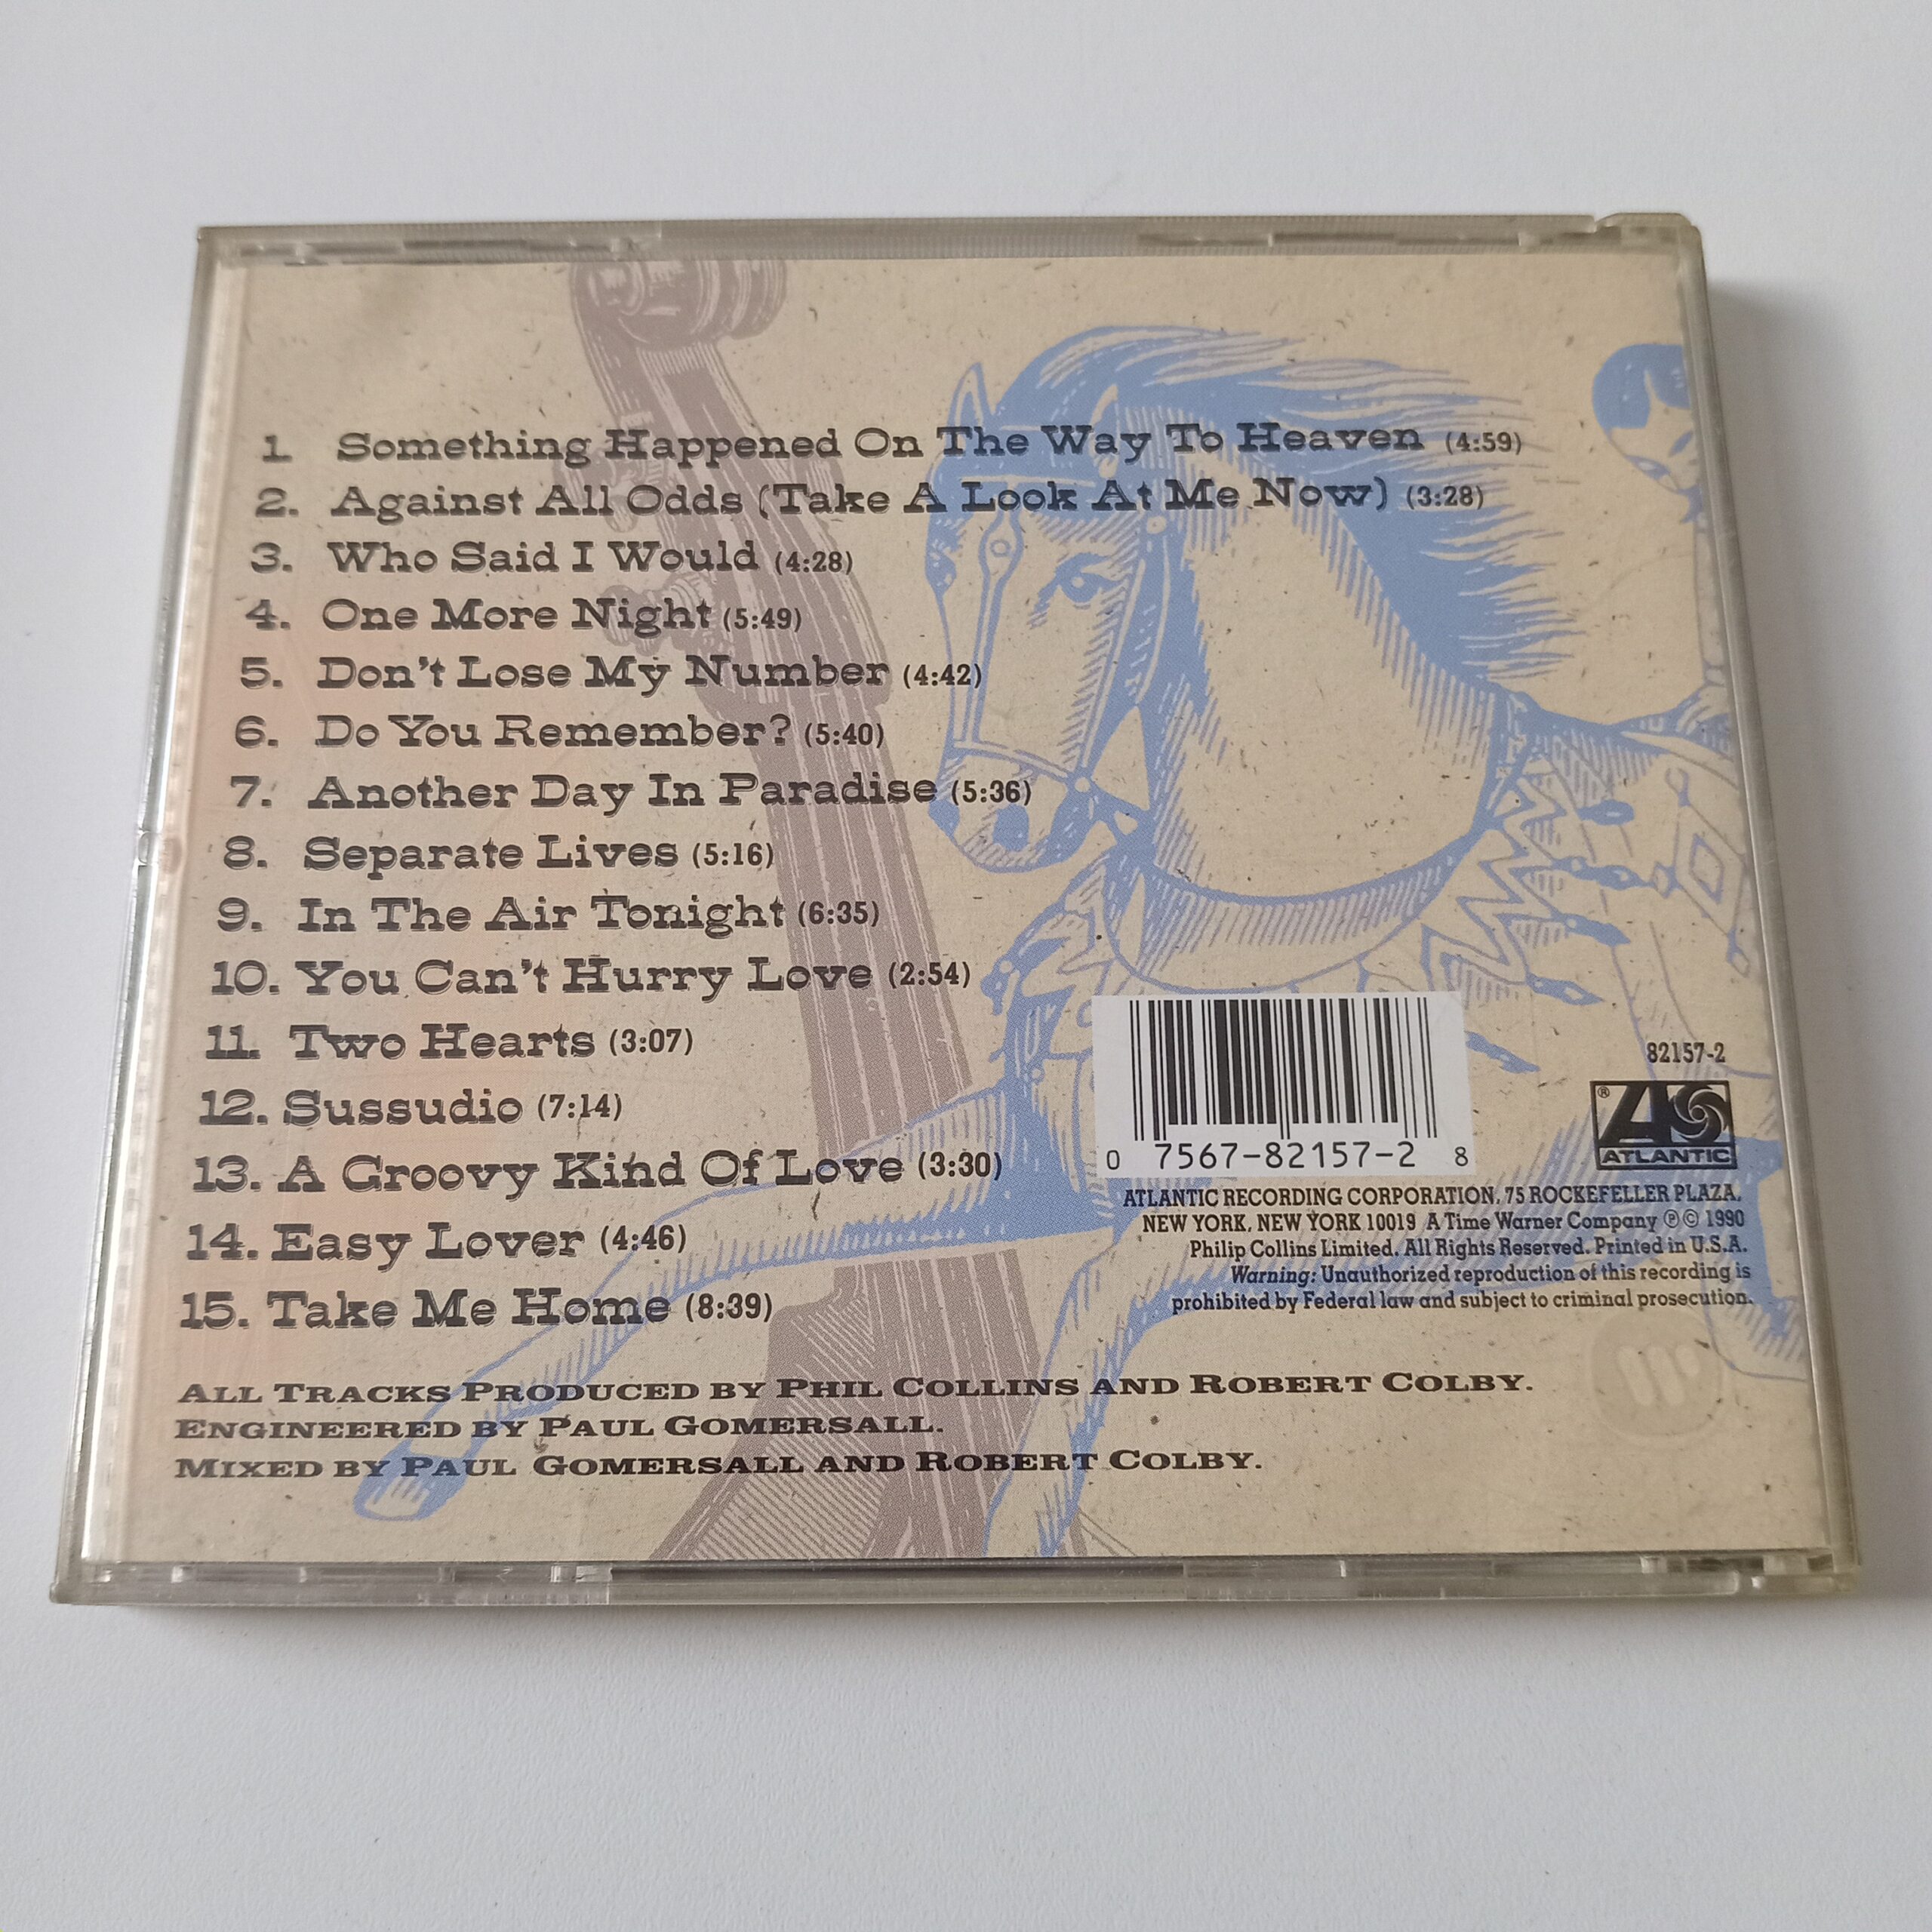 1. Something Happened On The Way To Heaven (4:59)
2. Against All Odds (Take A Look At Me Now) (3:28)
3. Who Said I Would (4:28)
4. One More Night (5:49)
5. Don't Lose My Number (4:42)
6. Do You Remember? (5:40)
7. Another Day In Paradise (5:36)
8. Separate Lives (5:16)
9. In The Air Tonight (6:35)
10. You Can't Hurry Love (2:54)
11. Two Hearts (3:07)
12. Sussudio (7:14)
13. A Groovy Kind Of Love (3:30)
14. Easy Lover (4:46)
15. Take Me Home (8:39)
ALL TRACKS PRODUCED BY PHIL COLLINS AND ROBERT COLBY.
ENGINEERED BY PAUL GOMERSALL.
MIXED BY PAUL GOMERSALL AND ROBERT COLBY.
0 7567-82157-2 8
82157-2
® A
ATLANTIC
ATLANTIC RECORDING CORPORATION, 75 ROCKEFELLER PLAZA,
NEW YORK, NEW YORK 10019 A Time Warner Company ℗ © 1990
Philip Collins Limited. All Rights Reserved. Printed in U.S.A.
Warning: Unauthorized reproduction of this recording is
prohibited by Federal law and subject to criminal prosecution.